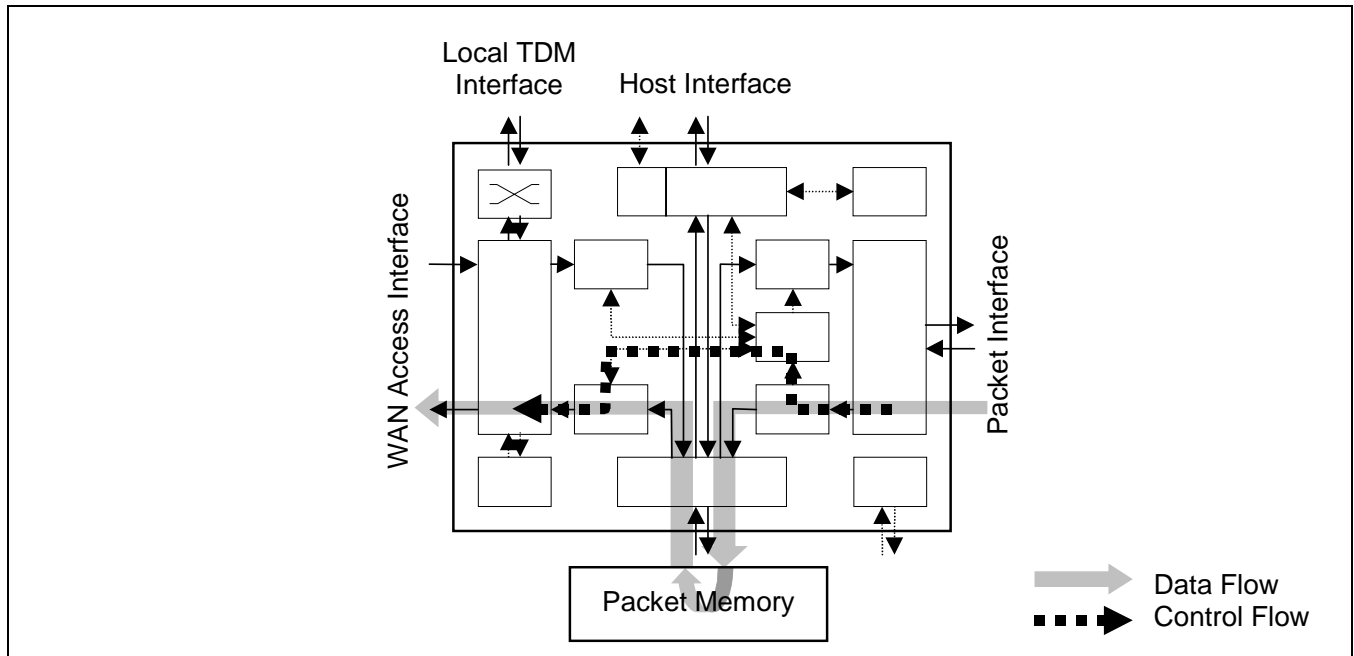 Local TDM
Interface
Host Interface
WAN Access Interface
Packet Interface
Packet Memory
Data Flow
Control Flow